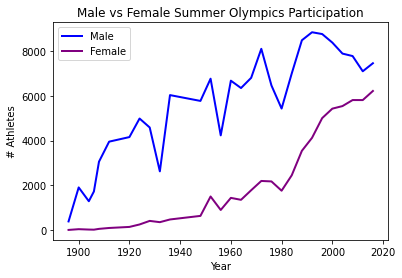 Male vs Female Summer Olympics Participation
Male
Female
# Athletes
8000
6000
4000
2000
0
1900
1920
1940
1960
1980
2000
2020
Year